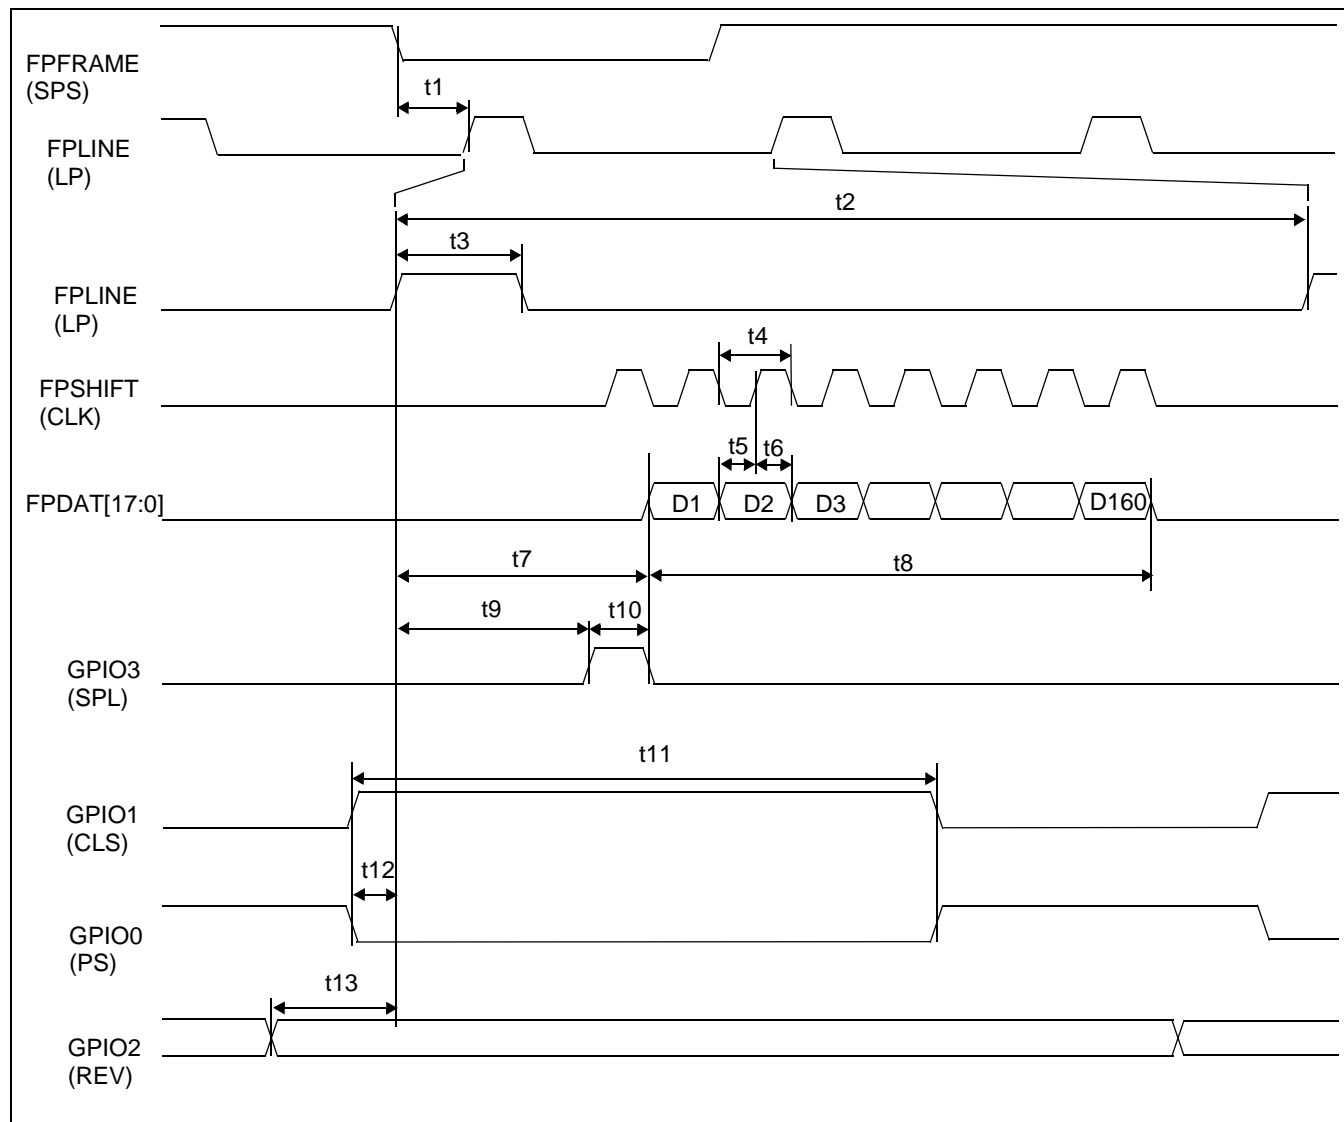 FPFRAME
(SPS)
t1
FPLINE
(LP)
t2
t3
FPLINE
(LP)
t4
FPSHIFT
(CLK)
t5
t6
FPDAT[17:0]
D1
D2
D3
D160
t7
t8
t9
t10
GPIO3
(SPL)
t11
GPIO1
(CLS)
t12
GPIO0
(PS)
t13
GPIO2
(REV)